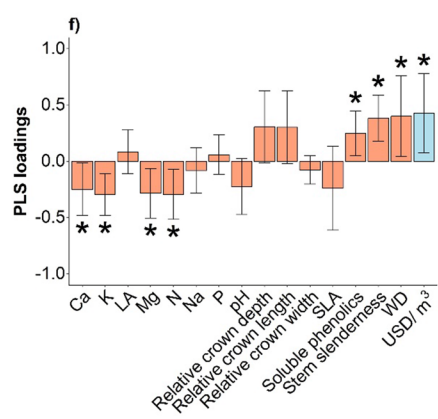 f)
PLS loadings
1.0
0.5
0.0
-0.5
-1.0
* * * * * * * *
Ca
K
LA
Mg
N
Na
P
pH
Relative crown depth
Relative crown length
Relative crown width
SLA
Soluble phenolics
Stem slenderness
WD
USD/ m³